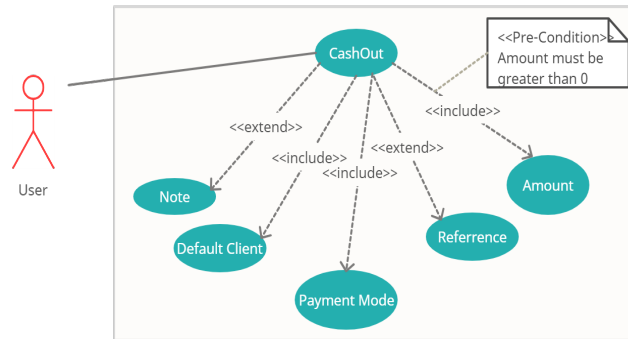 <<Pre-Condition>>
Amount must be
greater than 0
CashOut
<<include>>
<<extend>>
<<extend>>
<<include>>
<<include>>
User
Note
Amount
Referrence
Default Client
Payment Mode